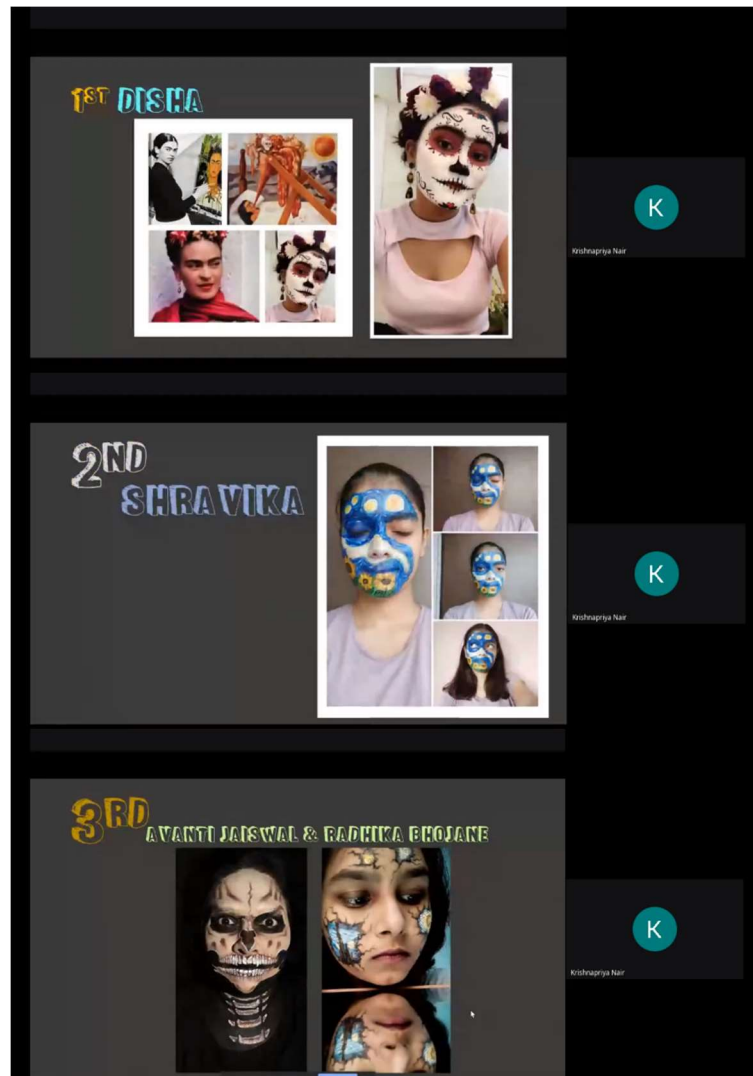 1ST DISHA
K
Krishnapriya Nair
2ND
SHRAVIKA
K
Krishnapriya Nair
3RD
AVANTI JAISWAL & RADHIKA BHOJANE
K
Krishnapriya Nair